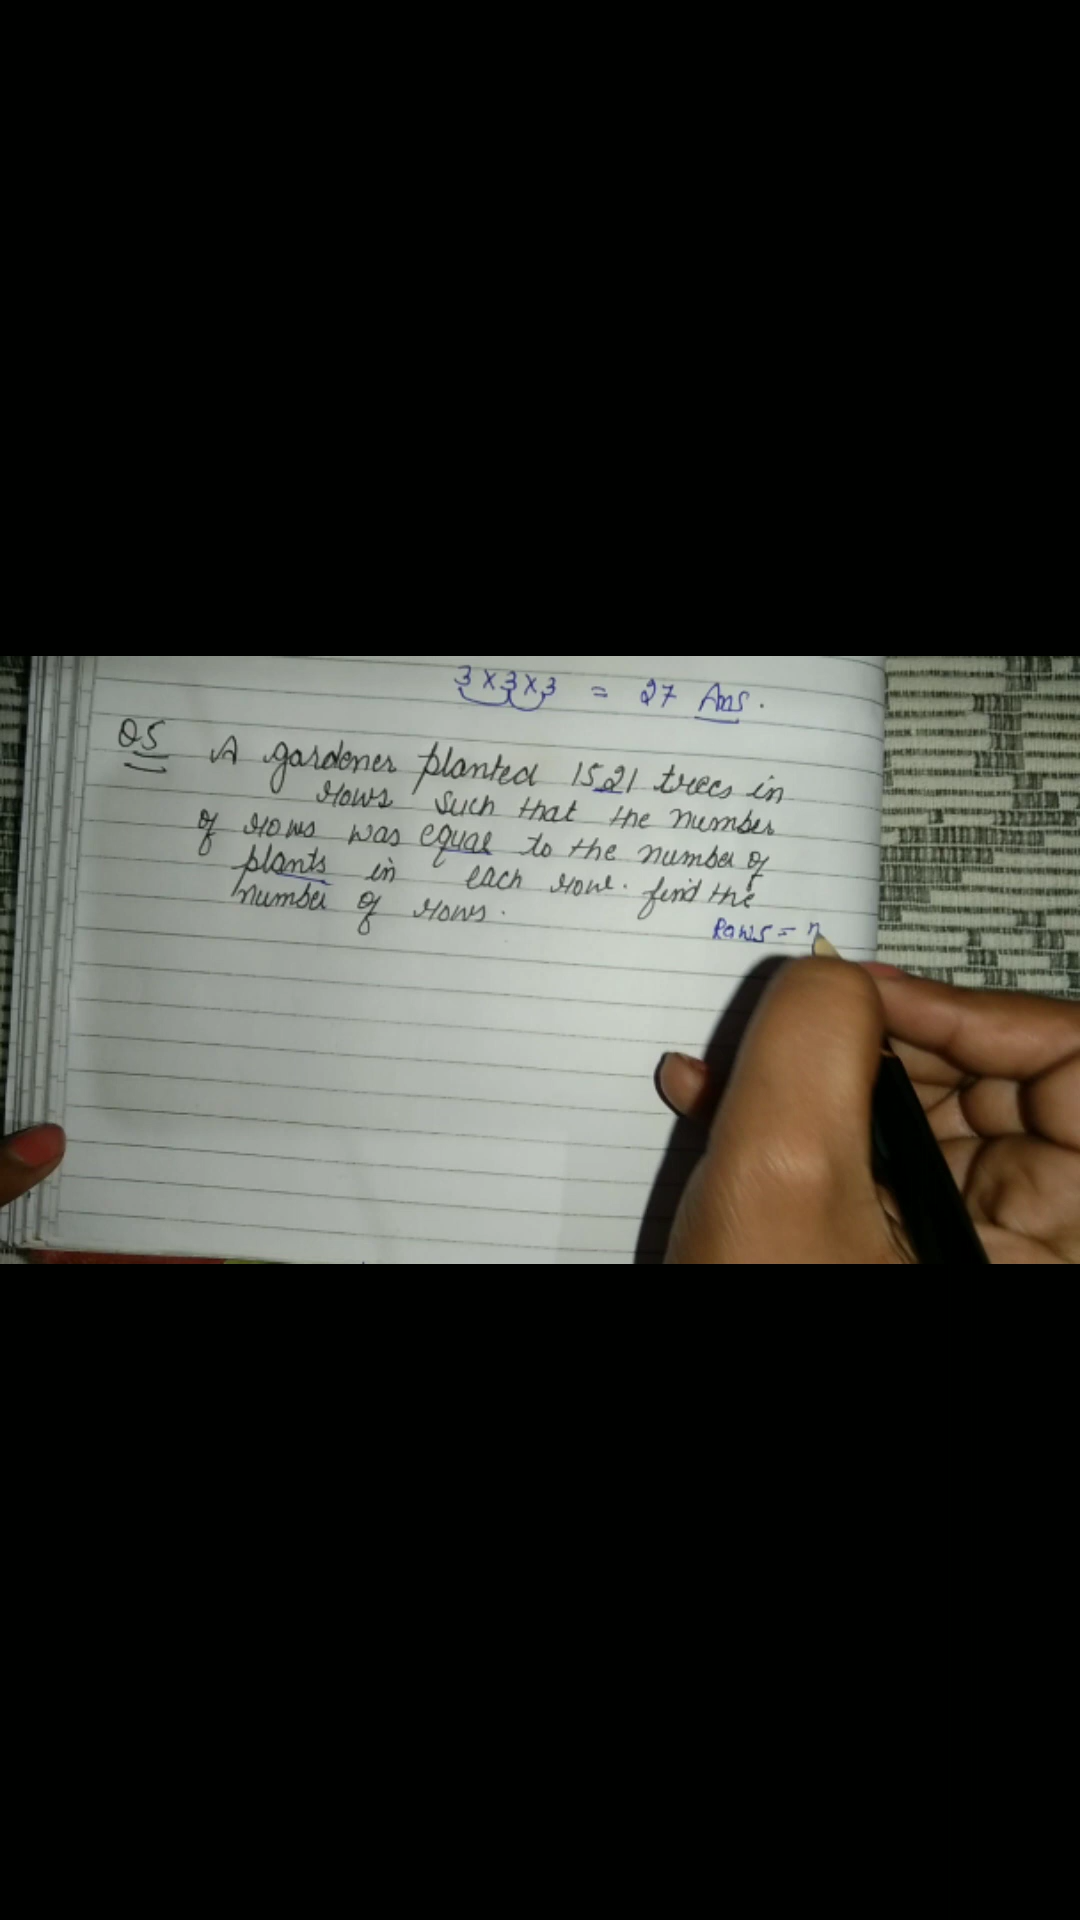 3 x 3 x 3 = 27 Ans.
Q5 A gardener planted 1521 trees in
rows such that the number
of rows was equal to the number of
plants in each row. find the
number of rows.
Rows = n